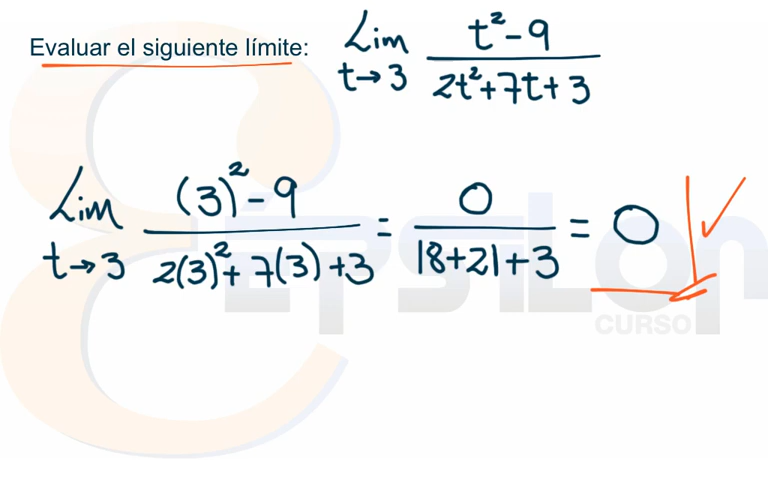 Evaluar el siguiente límite: Lim t→3 (t²-9)/(2t²+7t+3)
Lim t→3 ((3)²-9)/(2(3)²+7(3)+3) = 0/(18+21+3) = 0
EPSILON
CURSO